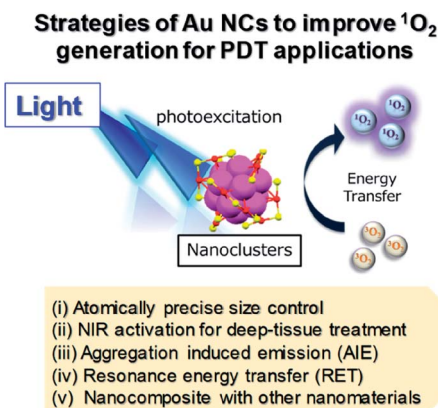 Strategies of Au NCs to improve ¹O₂
generation for PDT applications
Light
photoexcitation
Nanoclusters
¹O₂
¹O₂
¹O₂
Energy
Transfer
³O₂
³O₂
³O₂
(i) Atomically precise size control
(ii) NIR activation for deep-tissue treatment
(iii) Aggregation induced emission (AIE)
(iv) Resonance energy transfer (RET)
(v) Nanocomposite with other nanomaterials